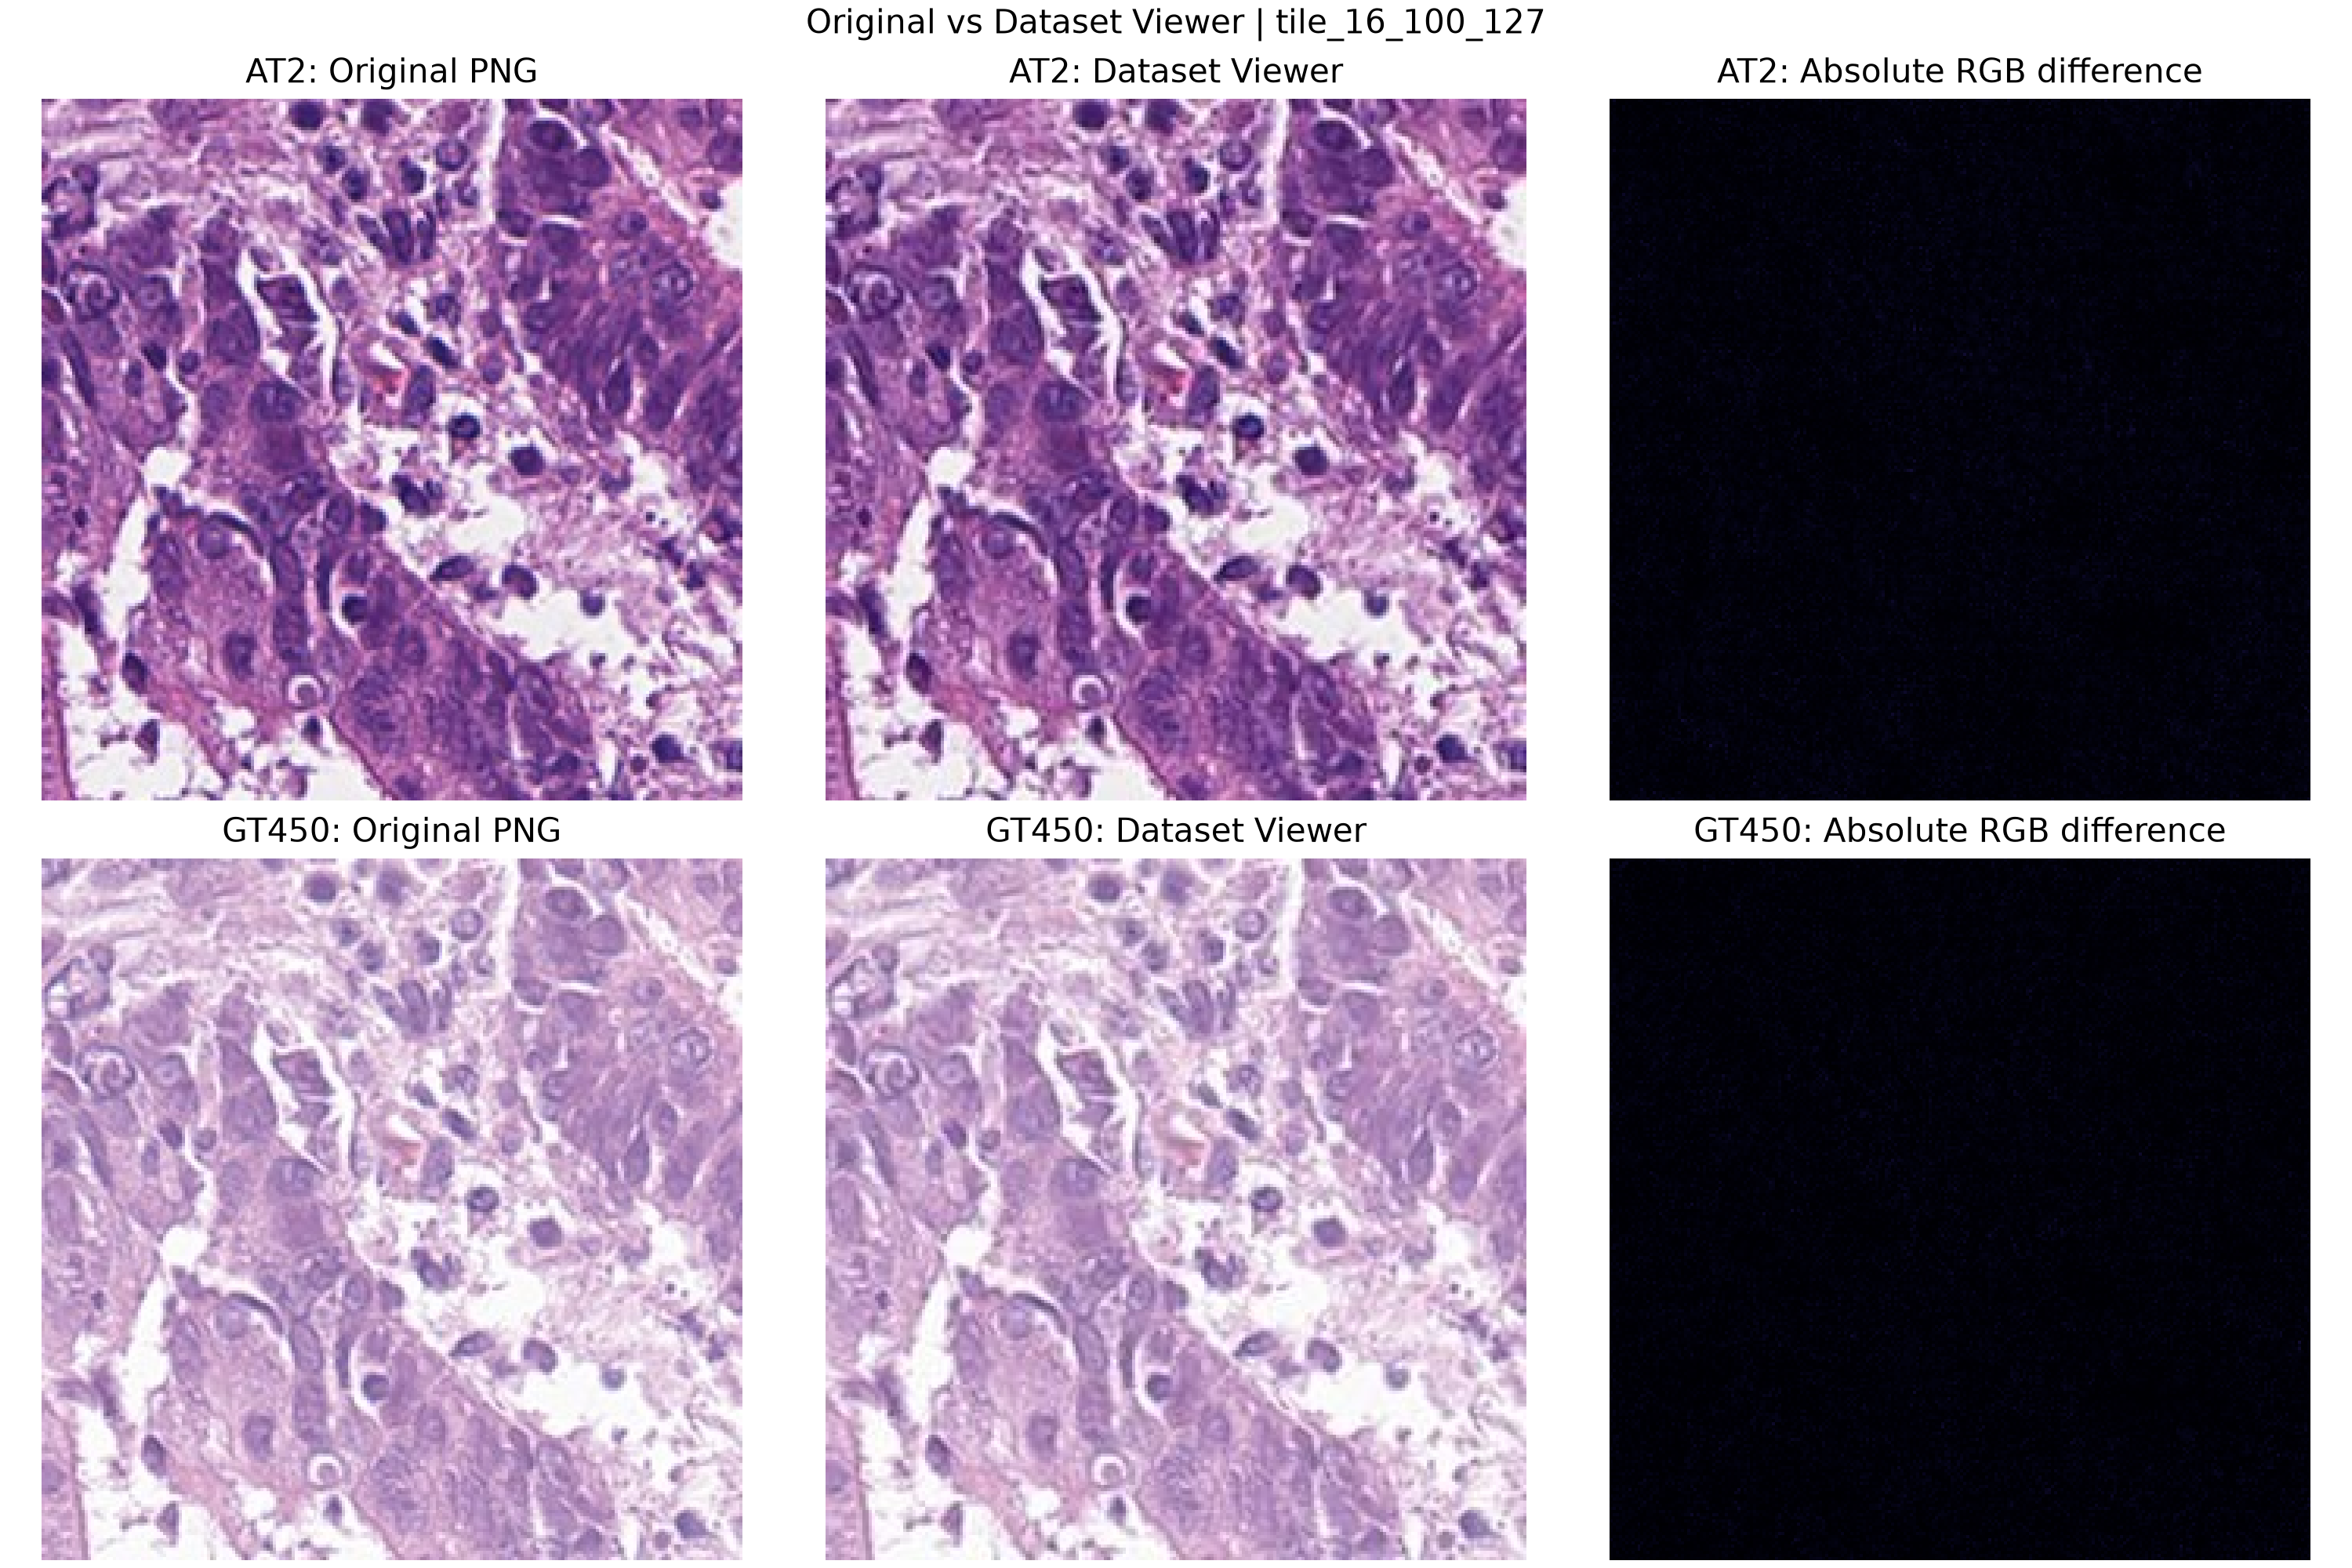 Original vs Dataset Viewer | tile_16_100_127
AT2: Original PNG
AT2: Dataset Viewer
AT2: Absolute RGB difference
GT450: Original PNG
GT450: Dataset Viewer
GT450: Absolute RGB difference